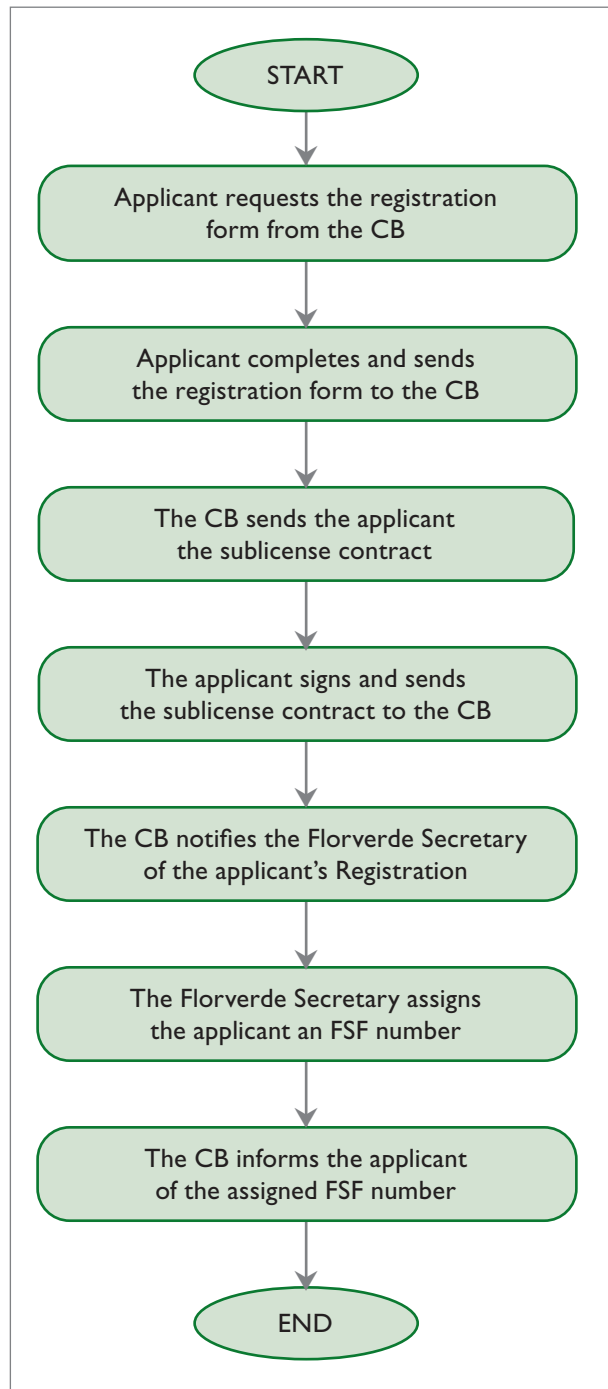 START
Applicant requests the registration
form from the CB
Applicant completes and sends
the registration form to the CB
The CB sends the applicant
the sublicense contract
The applicant signs and sends
the sublicense contract to the CB
The CB notifies the Florverde Secretary
of the applicant’s Registration
The Florverde Secretary assigns
the applicant an FSF number
The CB informs the applicant
of the assigned FSF number
END